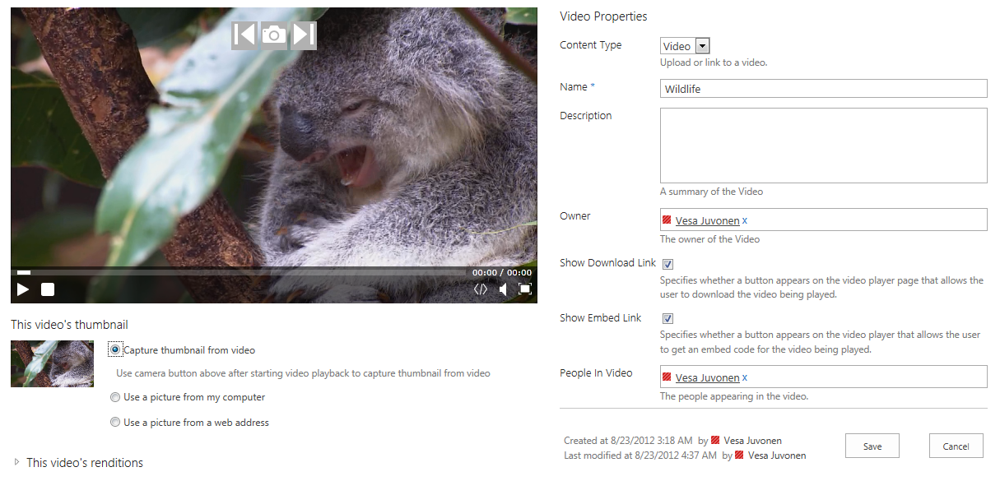 00:00 / 00:00
This video's thumbnail
Capture thumbnail from video
Use camera button above after starting video playback to capture thumbnail from video
Use a picture from my computer
Use a picture from a web address
This video's renditions
Video Properties
Content Type
Video
Upload or link to a video.
Name *
Wildlife
Description
A summary of the Video
Owner
Vesa Juvonen x
The owner of the Video
Show Download Link
Specifies whether a button appears on the video player page that allows the
user to download the video being played.
Show Embed Link
Specifies whether a button appears on the video player that allows the user
to get an embed code for the video being played.
People In Video
Vesa Juvonen x
The people appearing in the video.
Created at 8/23/2012 3:18 AM by Vesa Juvonen
Last modified at 8/23/2012 4:37 AM by Vesa Juvonen
Save
Cancel